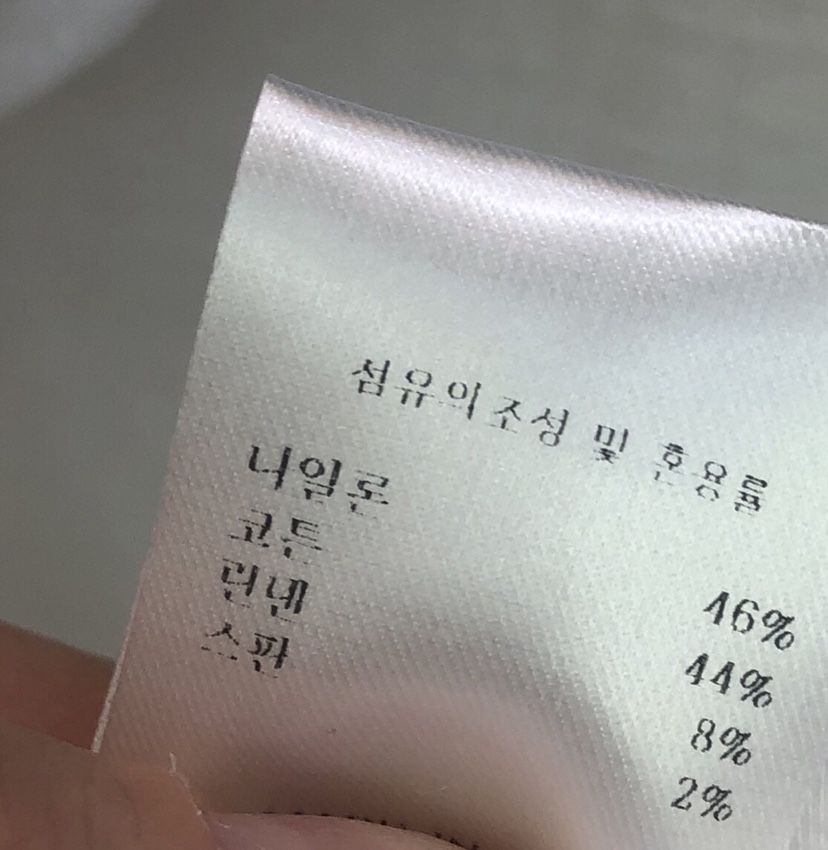 섬유의조성 및 혼용률
나일론 46%
코튼 44%
린넨 8%
스판 2%